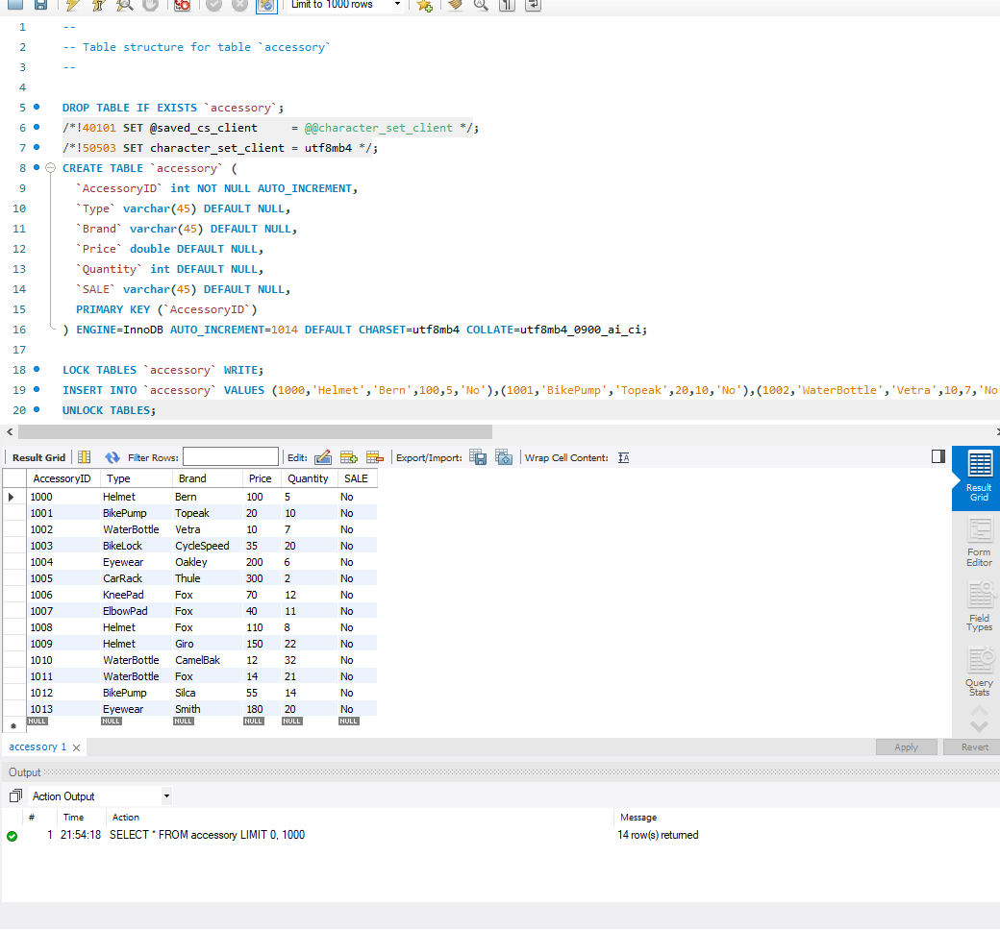 Limit to 1000 rows
1 --
2 -- Table structure for table `accessory`
3 --
4
5 DROP TABLE IF EXISTS `accessory`;
6 /*!40101 SET @saved_cs_client     = @@character_set_client */;
7 /*!50503 SET character_set_client = utf8mb4 */;
8 CREATE TABLE `accessory` (
9   `AccessoryID` int NOT NULL AUTO_INCREMENT,
10   `Type` varchar(45) DEFAULT NULL,
11   `Brand` varchar(45) DEFAULT NULL,
12   `Price` double DEFAULT NULL,
13   `Quantity` int DEFAULT NULL,
14   `SALE` varchar(45) DEFAULT NULL,
15   PRIMARY KEY (`AccessoryID`)
16 ) ENGINE=InnoDB AUTO_INCREMENT=1014 DEFAULT CHARSET=utf8mb4 COLLATE=utf8mb4_0900_ai_ci;
17
18 LOCK TABLES `accessory` WRITE;
19 INSERT INTO `accessory` VALUES (1000,'Helmet','Bern',100,5,'No'),(1001,'BikePump','Topeak',20,10,'No'),(1002,'WaterBottle','Vetra',10,7,'No
20 UNLOCK TABLES;
Result Grid Filter Rows: Edit: Export/Import: Wrap Cell Content:
AccessoryID Type Brand Price Quantity SALE
1000 Helmet Bern 100 5 No
1001 BikePump Topeak 20 10 No
1002 WaterBottle Vetra 10 7 No
1003 BikeLock CycleSpeed 35 20 No
1004 Eyewear Oakley 200 6 No
1005 CarRack Thule 300 2 No
1006 KneePad Fox 70 12 No
1007 ElbowPad Fox 40 11 No
1008 Helmet Fox 110 8 No
1009 Helmet Giro 150 22 No
1010 WaterBottle CamelBak 12 32 No
1011 WaterBottle Fox 14 21 No
1012 BikePump Silca 55 14 No
1013 Eyewear Smith 180 20 No
NULL NULL NULL NULL NULL NULL
Result
Grid
Form
Editor
Field
Types
Query
Stats
accessory 1 Apply Revert
Output
Action Output
# Time Action Message
1 21:54:18 SELECT * FROM accessory LIMIT 0, 1000 14 row(s) returned